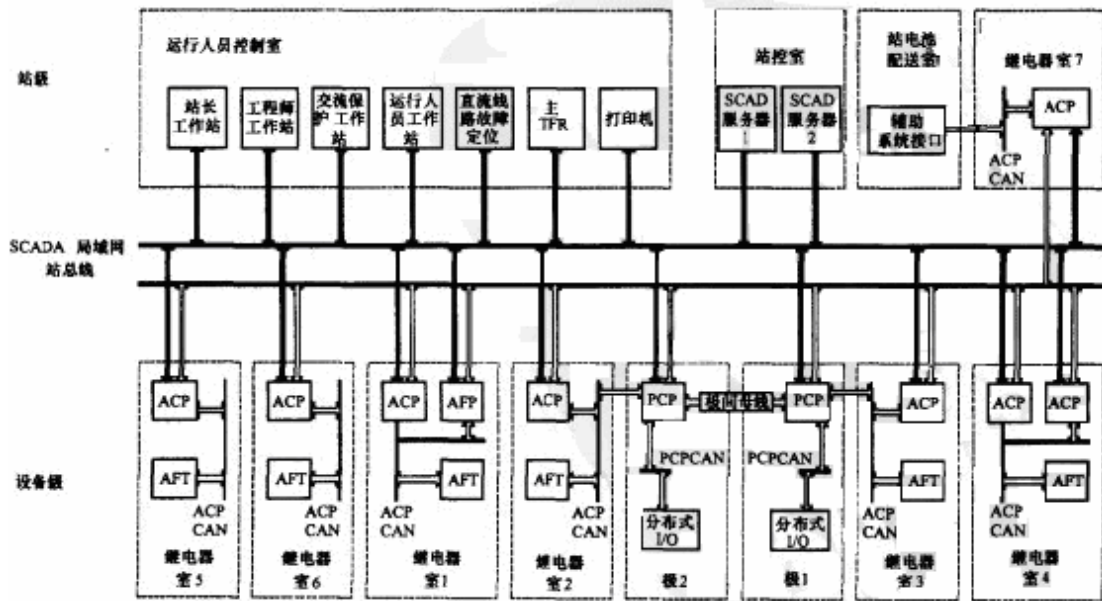 运行人员控制室
站控室
站电池
配送室
继电器室7
站级
站长
工作站
工程师
工作站
交流保
护工作
站
运行人
员工作
站
直流线
路故障
定位
主
TFR
打印机
SCAD
服务器
1
SCAD
服务器
2
辅助
系统接口
ACP
ACP
CAN
SCADA 局域网
站总线
ACP
ACP
ACP
AFP
ACP
PCP
极间母线
PCP
ACP
ACP
ACP
设备级
AFT
AFT
AFT
AFT
PCPCAN
PCPCAN
AFT
AFT
ACP
CAN
ACP
CAN
ACP
CAN
ACP
CAN
分布式
I/O
分布式
I/O
ACP
CAN
ACP
CAN
继电器
室5
继电器
室6
继电器
室1
继电器
室2
极2
极1
继电器
室3
继电器
室4